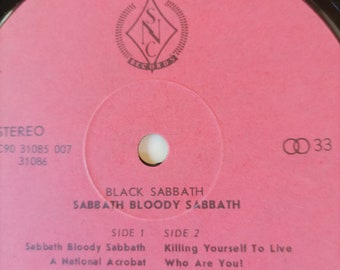 SNC
RECORDS
STEREO
C90 31085 007
31086
33
BLACK SABBATH
SABBATH BLOODY SABBATH
SIDE 1 SIDE 2
Sabbath Bloody Sabbath Killing Yourself To Live
A National Acrobat Who Are You!